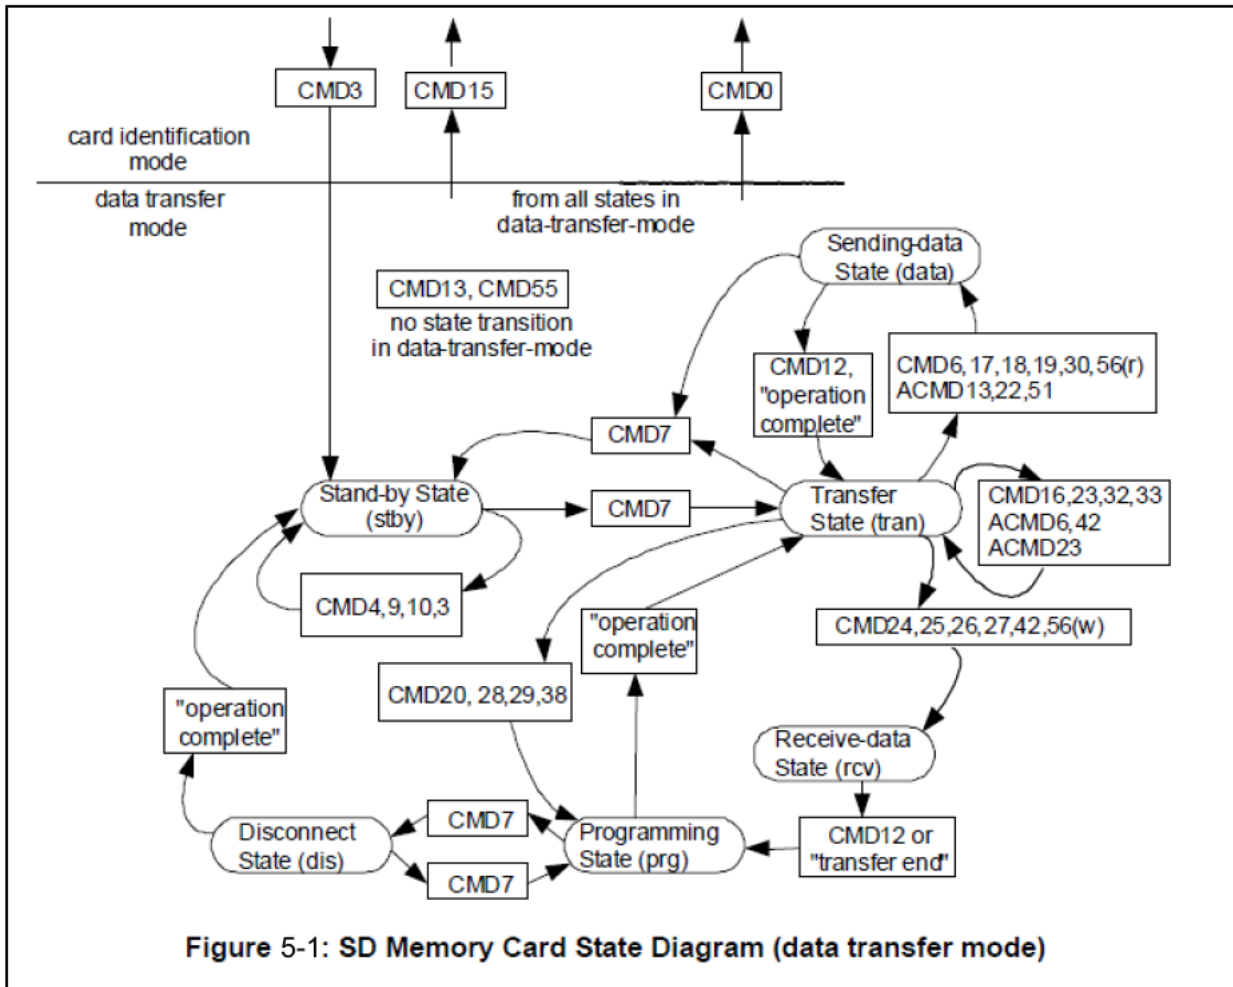 CMD3
CMD15
CMD0
card identification
mode
data transfer
mode
from all states in
data-transfer-mode
Sending-data
State (data)
CMD13, CMD55
no state transition
in data-transfer-mode
CMD12,
"operation
complete"
CMD6,17,18,19,30,56(r)
ACMD13,22,51
CMD7
Stand-by State
(stby)
CMD7
Transfer
State (tran)
CMD16,23,32,33
ACMD6,42
ACMD23
CMD4,9,10,3
"operation
complete"
CMD24,25,26,27,42,56(w)
CMD20, 28,29,38
"operation
complete"
Receive-data
State (rcv)
Disconnect
State (dis)
CMD7
CMD7
Programming
State (prg)
CMD12 or
"transfer end"
Figure 5-1: SD Memory Card State Diagram (data transfer mode)